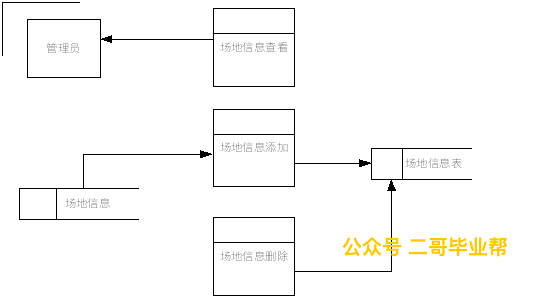 管理员
场地信息查看
场地信息添加
场地信息表
场地信息
公众号 二哥毕业帮
场地信息删除